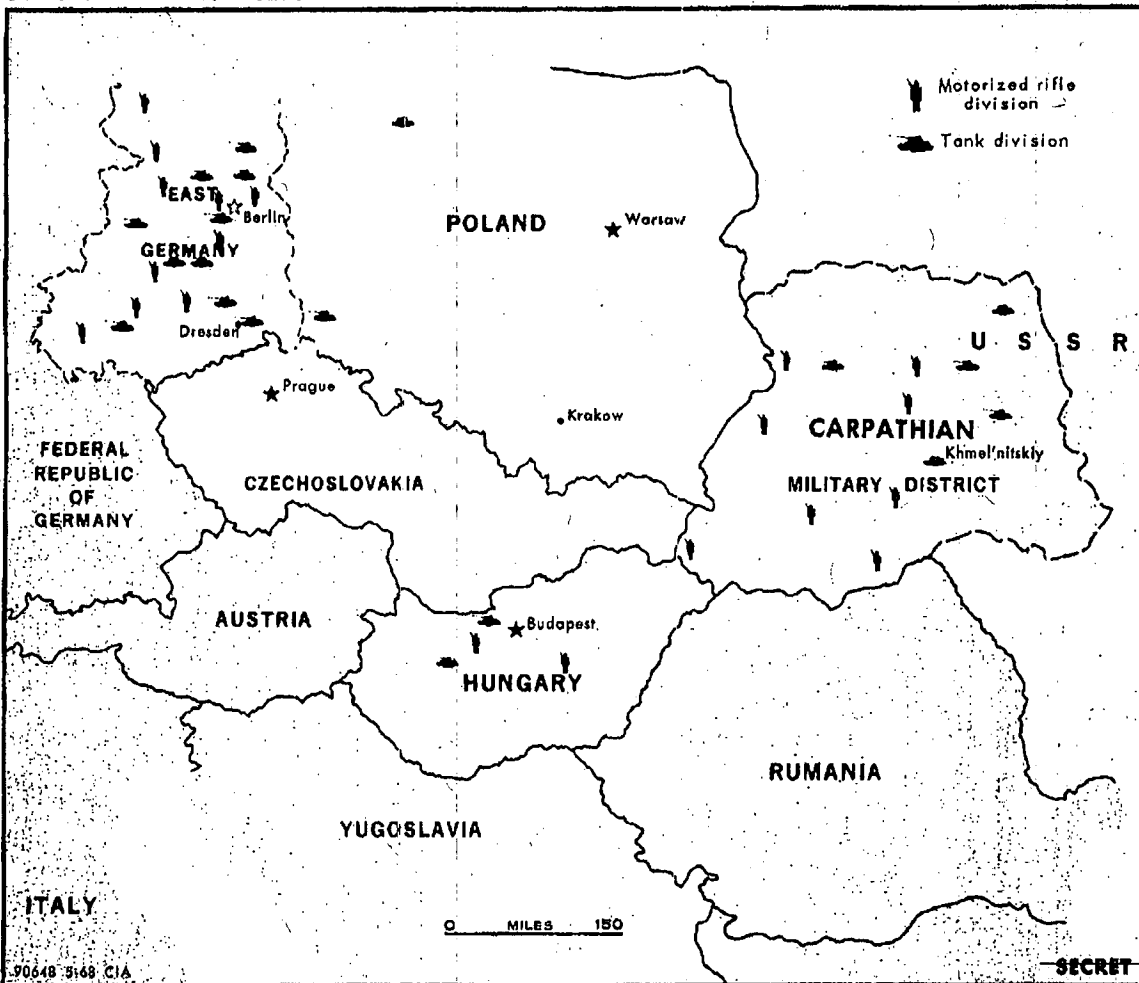 Motorized rifle
division
Tank division
EAST
Berlin
GERMANY
Dresden
POLAND
Warsaw
U S S R
Prague
Krakow
CARPATHIAN
Khmel'nitskiy
MILITARY DISTRICT
FEDERAL
REPUBLIC
OF
GERMANY
CZECHOSLOVAKIA
AUSTRIA
Budapest
HUNGARY
RUMANIA
YUGOSLAVIA
ITALY
0 MILES 150
90648 5-68 CIA
SECRET